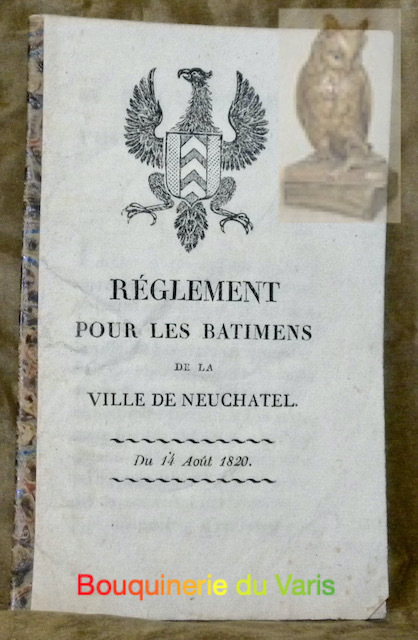 RÉGLEMENT
POUR LES BATIMENS
DE LA
VILLE DE NEUCHATEL.
Du 14 Août 1820.
Bouquinerie du Varis